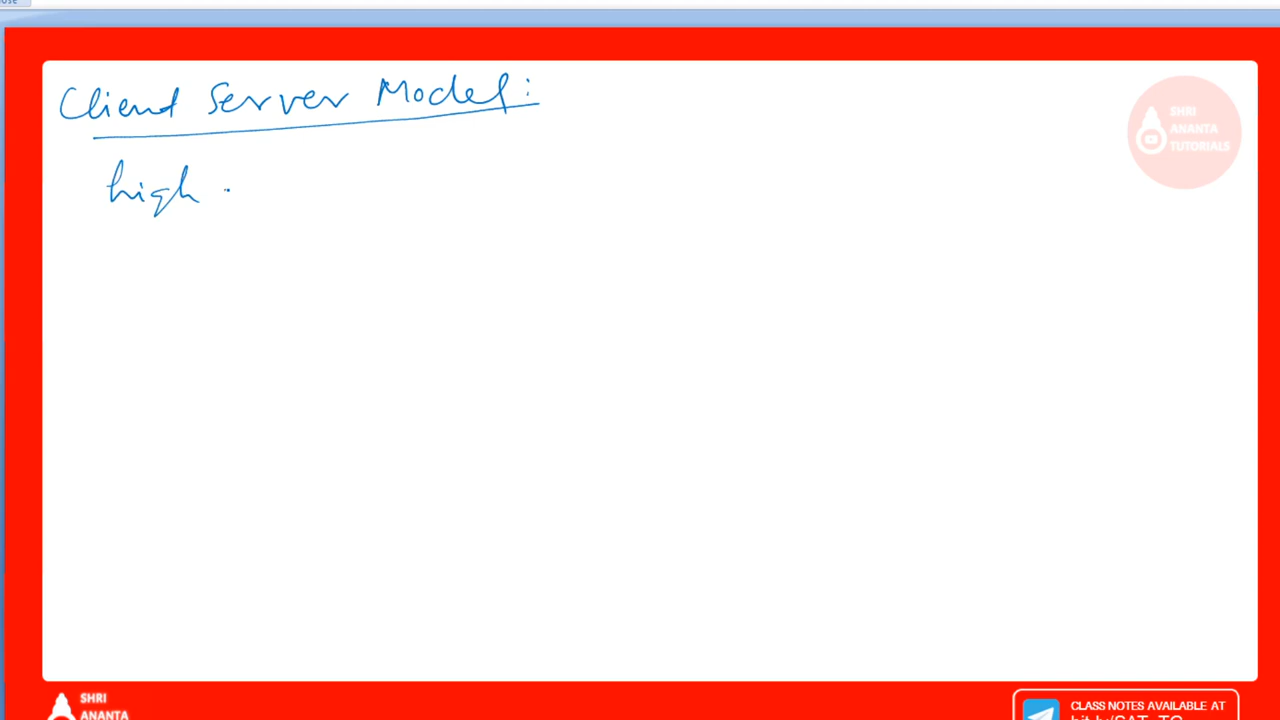 Client Server Model :
high
SHRI
ANANTA
TUTORIALS
SHRI
ANANTA
CLASS NOTES AVAILABLE AT